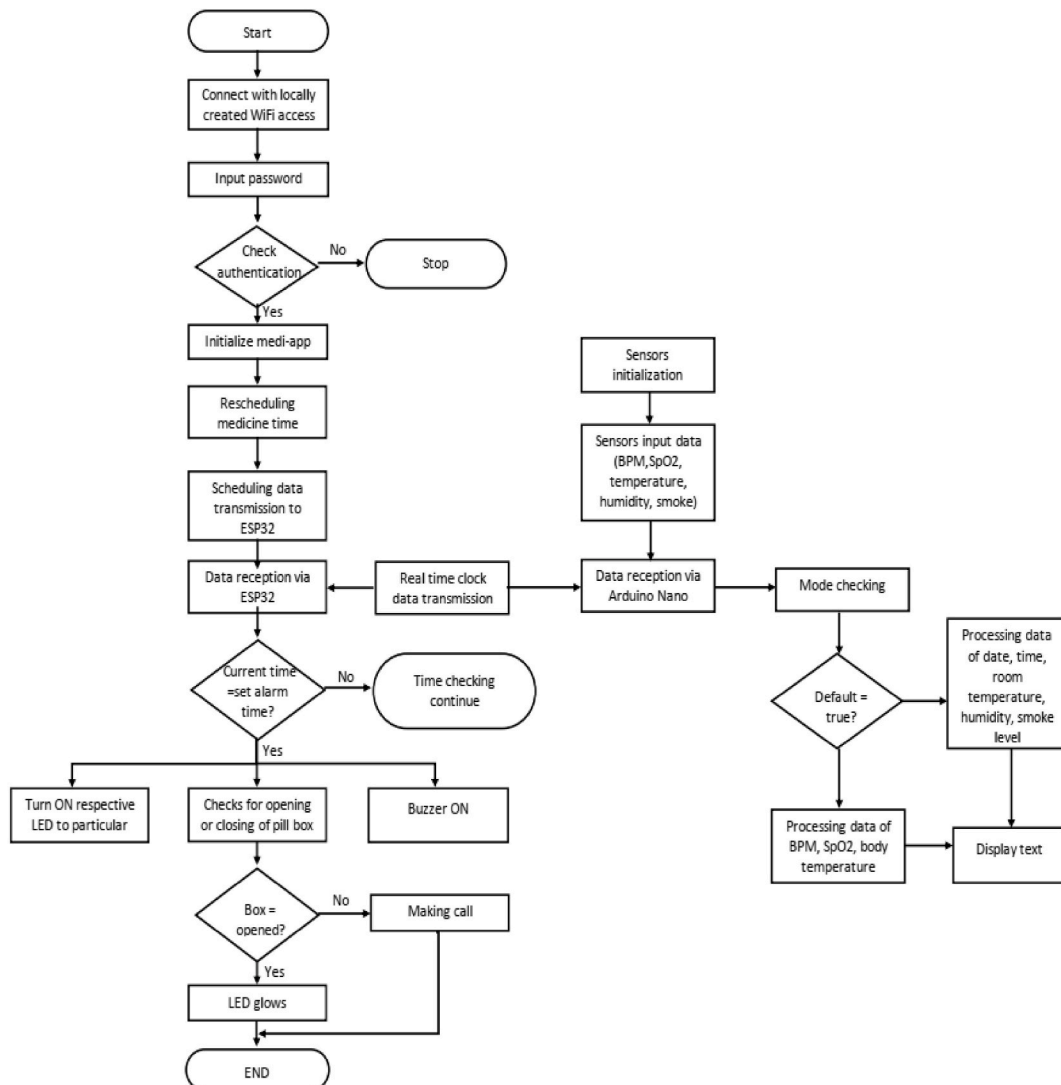 Start
Connect with locally
created WiFi access
Input password
Check
authentication
No
Stop
Yes
Initialize medi-app
Rescheduling
medicine time
Scheduling data
transmission to
ESP32
Data reception via
ESP32
Real time clock
data transmission
Sensors
initialization
Sensors input data
(BPM,SpO2,
temperature,
humidity, smoke)
Data reception via
Arduino Nano
Mode checking
Default =
true?
Processing data
of date, time,
room
temperature,
humidity, smoke
level
Processing data of
BPM, SpO2, body
temperature
Display text
Current time
=set alarm
time?
No
Time checking
continue
Yes
Turn ON respective
LED to particular
Checks for opening
or closing of pill box
Buzzer ON
Box =
opened?
No
Making call
Yes
LED glows
END